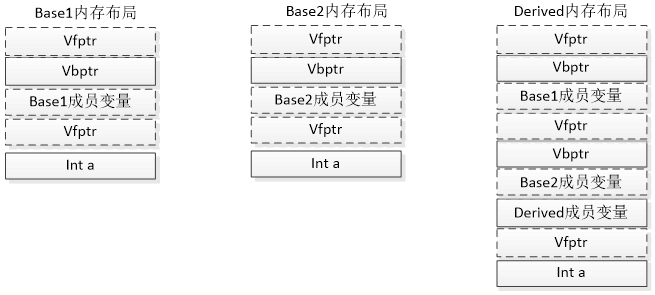 Base1内存布局
Vfptr
Vbptr
Base1成员变量
Vfptr
Int a
Base2内存布局
Vfptr
Vbptr
Base2成员变量
Vfptr
Int a
Derived内存布局
Vfptr
Vbptr
Base1成员变量
Vfptr
Vbptr
Base2成员变量
Derived成员变量
Vfptr
Int a